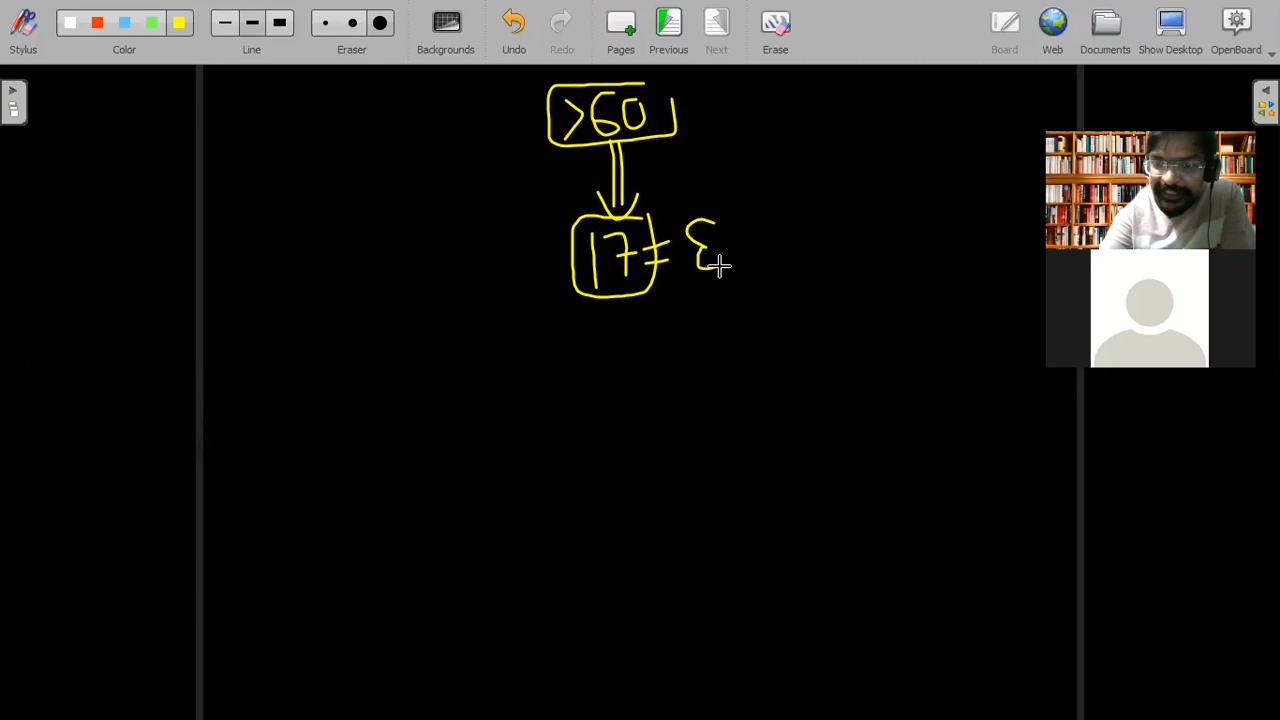 Stylus Color Line Eraser Backgrounds Undo Redo Pages Previous Next Erase Board Web Documents Show Desktop OpenBoard
>60
17 = ε